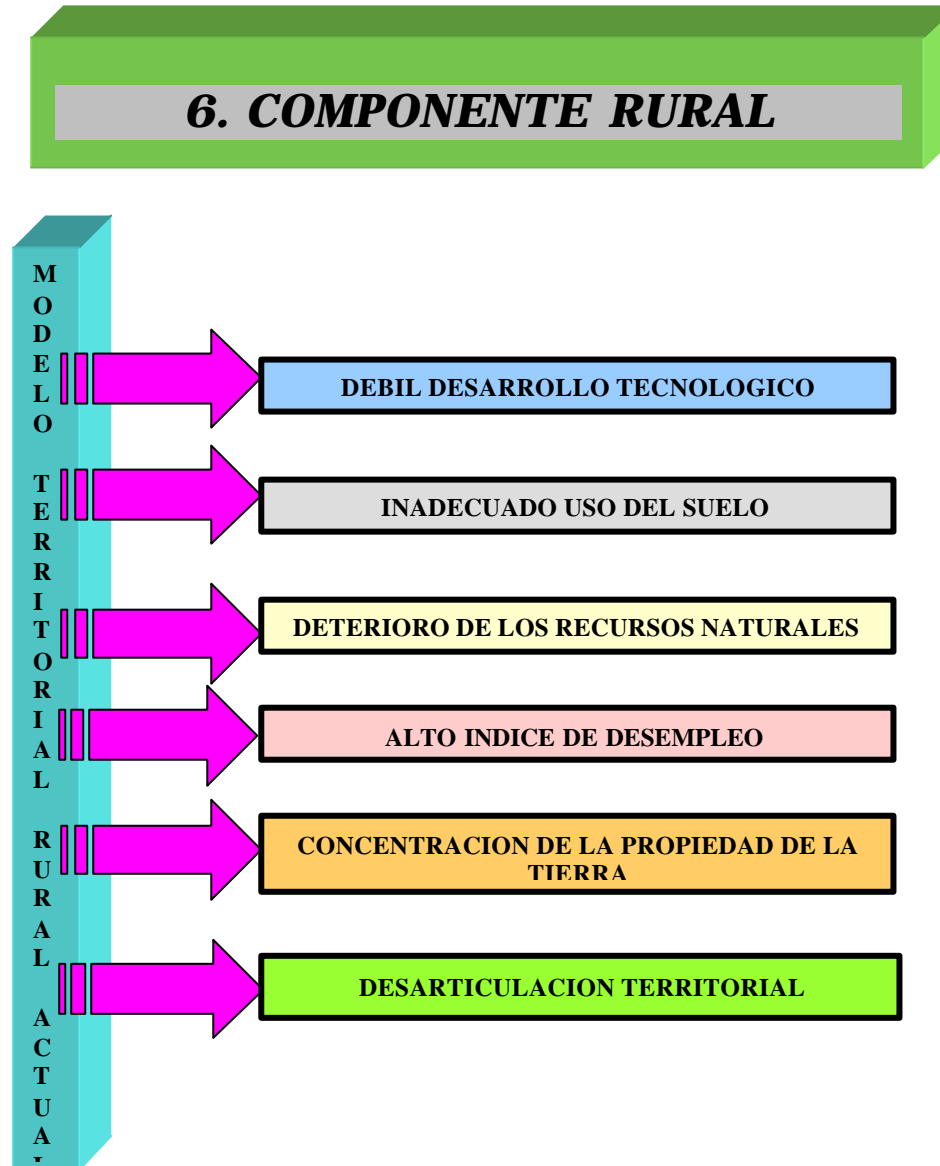 6. COMPONENTE RURAL
MODELO TERRITORIAL RURAL ACTUAL
DEBIL DESARROLLO TECNOLOGICO
INADECUADO USO DEL SUELO
DETERIORO DE LOS RECURSOS NATURALES
ALTO INDICE DE DESEMPLEO
CONCENTRACION DE LA PROPIEDAD DE LA
TIERRA
DESARTICULACION TERRITORIAL